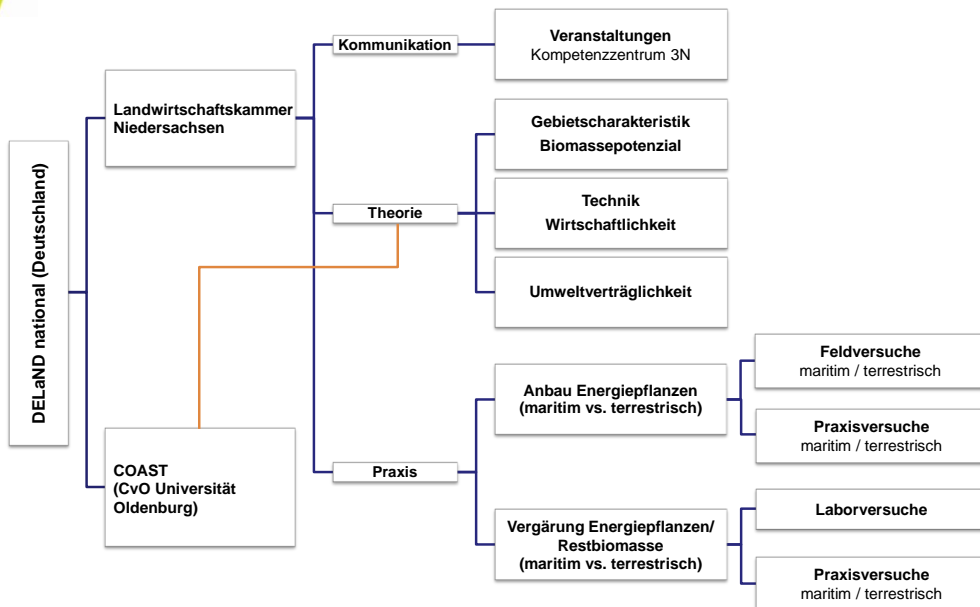 DELaND national (Deutschland)
Landwirtschaftskammer
Niedersachsen
COAST
(CvO Universität
Oldenburg)
Kommunikation
Theorie
Praxis
Veranstaltungen
Kompetenzzentrum 3N
Gebietscharakteristik
Biomassepotenzial
Technik
Wirtschaftlichkeit
Umweltverträglichkeit
Anbau Energiepflanzen
(maritim vs. terrestrisch)
Vergärung Energiepflanzen/
Restbiomasse
(maritim vs. terrestrisch)
Feldversuche
maritim / terrestrisch
Praxisversuche
maritim / terrestrisch
Laborversuche
Praxisversuche
maritim / terrestrisch